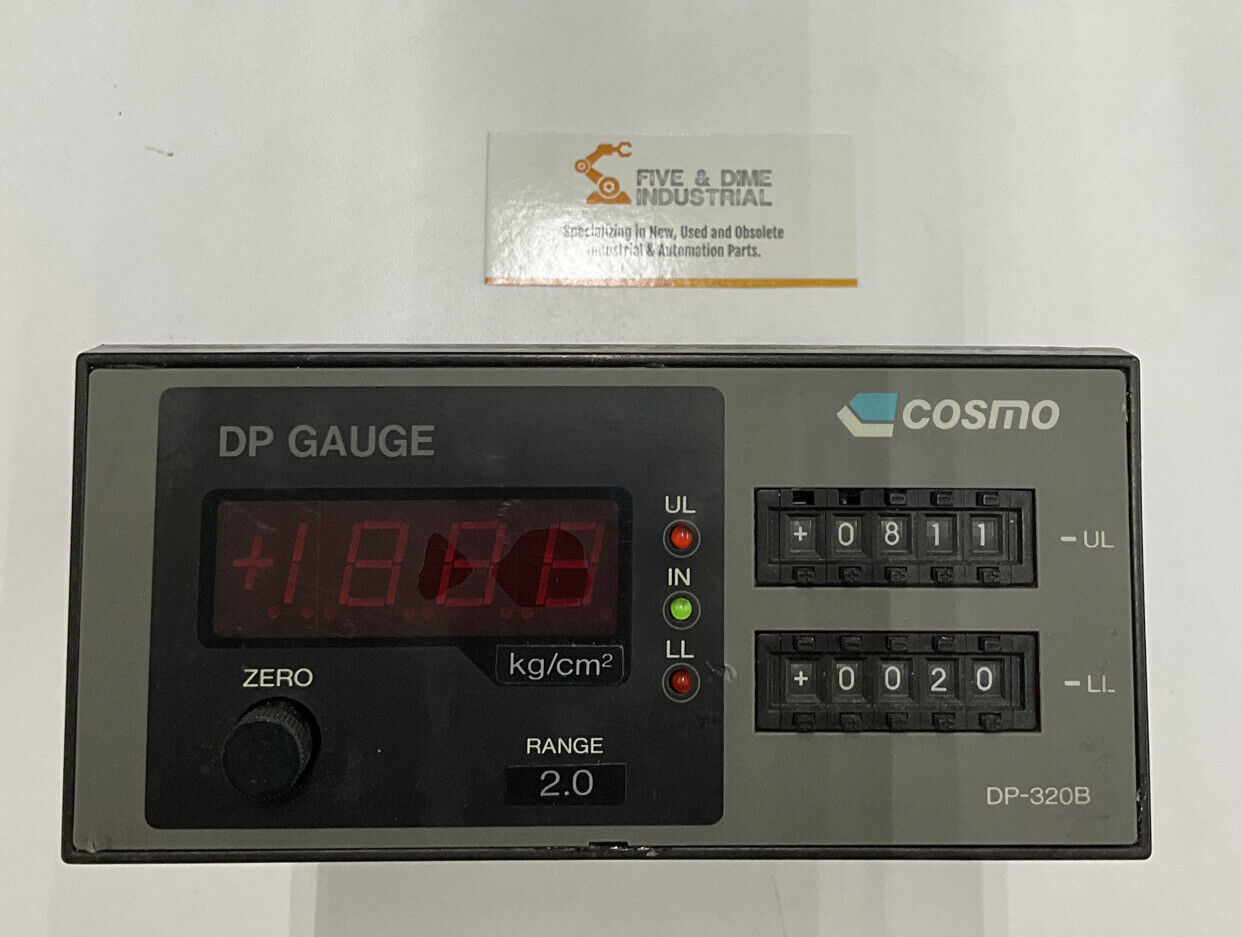 FIVE & DIME
INDUSTRIAL
Specializing in New, Used and Obsolete
Industrial & Automation Parts.
COSMO
DP GAUGE
+1888
UL
IN
LL
+0811
-UL
kg/cm²
+0020
-LL
ZERO
RANGE
2.0
DP-320B